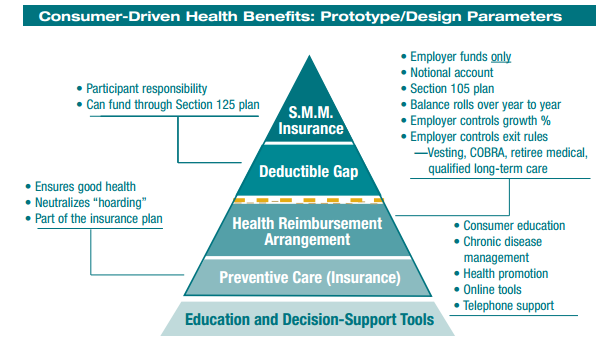 Consumer-Driven Health Benefits: Prototype/Design Parameters
• Participant responsibility
• Can fund through Section 125 plan
• Employer funds only
• Notional account
• Section 105 plan
• Balance rolls over year to year
• Employer controls growth %
• Employer controls exit rules
—Vesting, COBRA, retiree medical,
qualified long-term care
S.M.M.
Insurance
Deductible Gap
• Ensures good health
• Neutralizes “hoarding”
• Part of the insurance plan
Health Reimbursement
Arrangement
Preventive Care (Insurance)
• Consumer education
• Chronic disease
management
• Health promotion
• Online tools
• Telephone support
Education and Decision-Support Tools